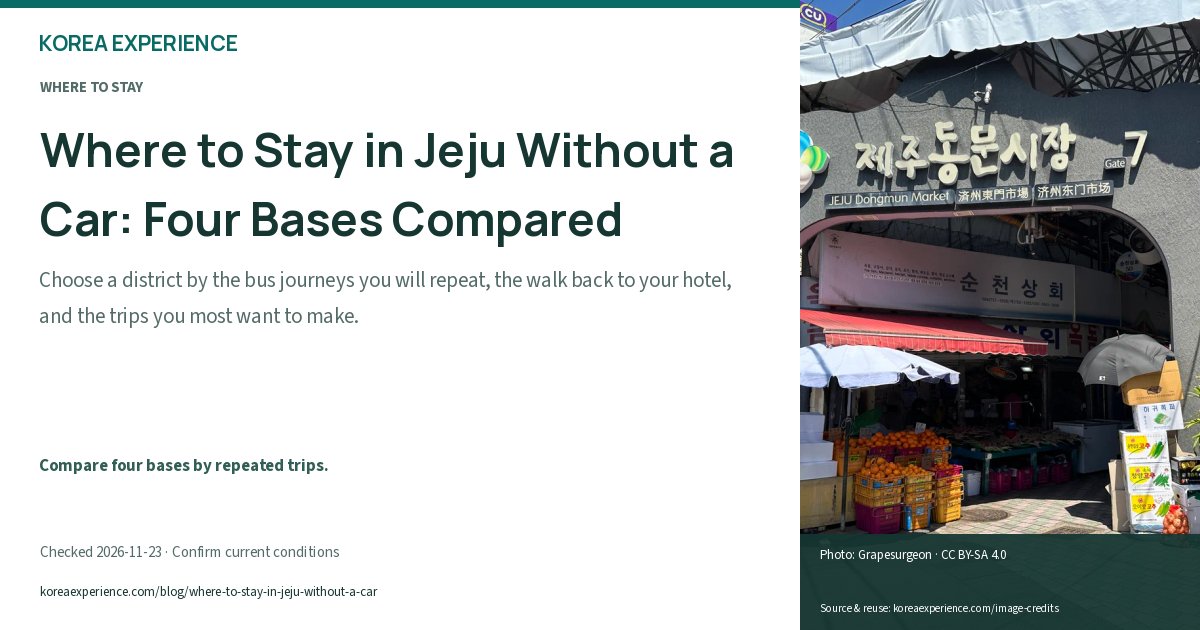 KOREA EXPERIENCE
WHERE TO STAY
Where to Stay in Jeju Without a
Car: Four Bases Compared
Choose a district by the bus journeys you will repeat, the walk back to your hotel,
and the trips you most want to make.
Compare four bases by repeated trips.
Checked 2026-11-23 · Confirm current conditions
koreaexperience.com/blog/where-to-stay-in-jeju-without-a-car
CU
제주동문시장 Gate 7
JEJU Dongmun Market 済州東門市場 济州东门市场
순천상회
상회
Photo: Grapesurgeon · CC BY-SA 4.0
Source & reuse: koreaexperience.com/image-credits